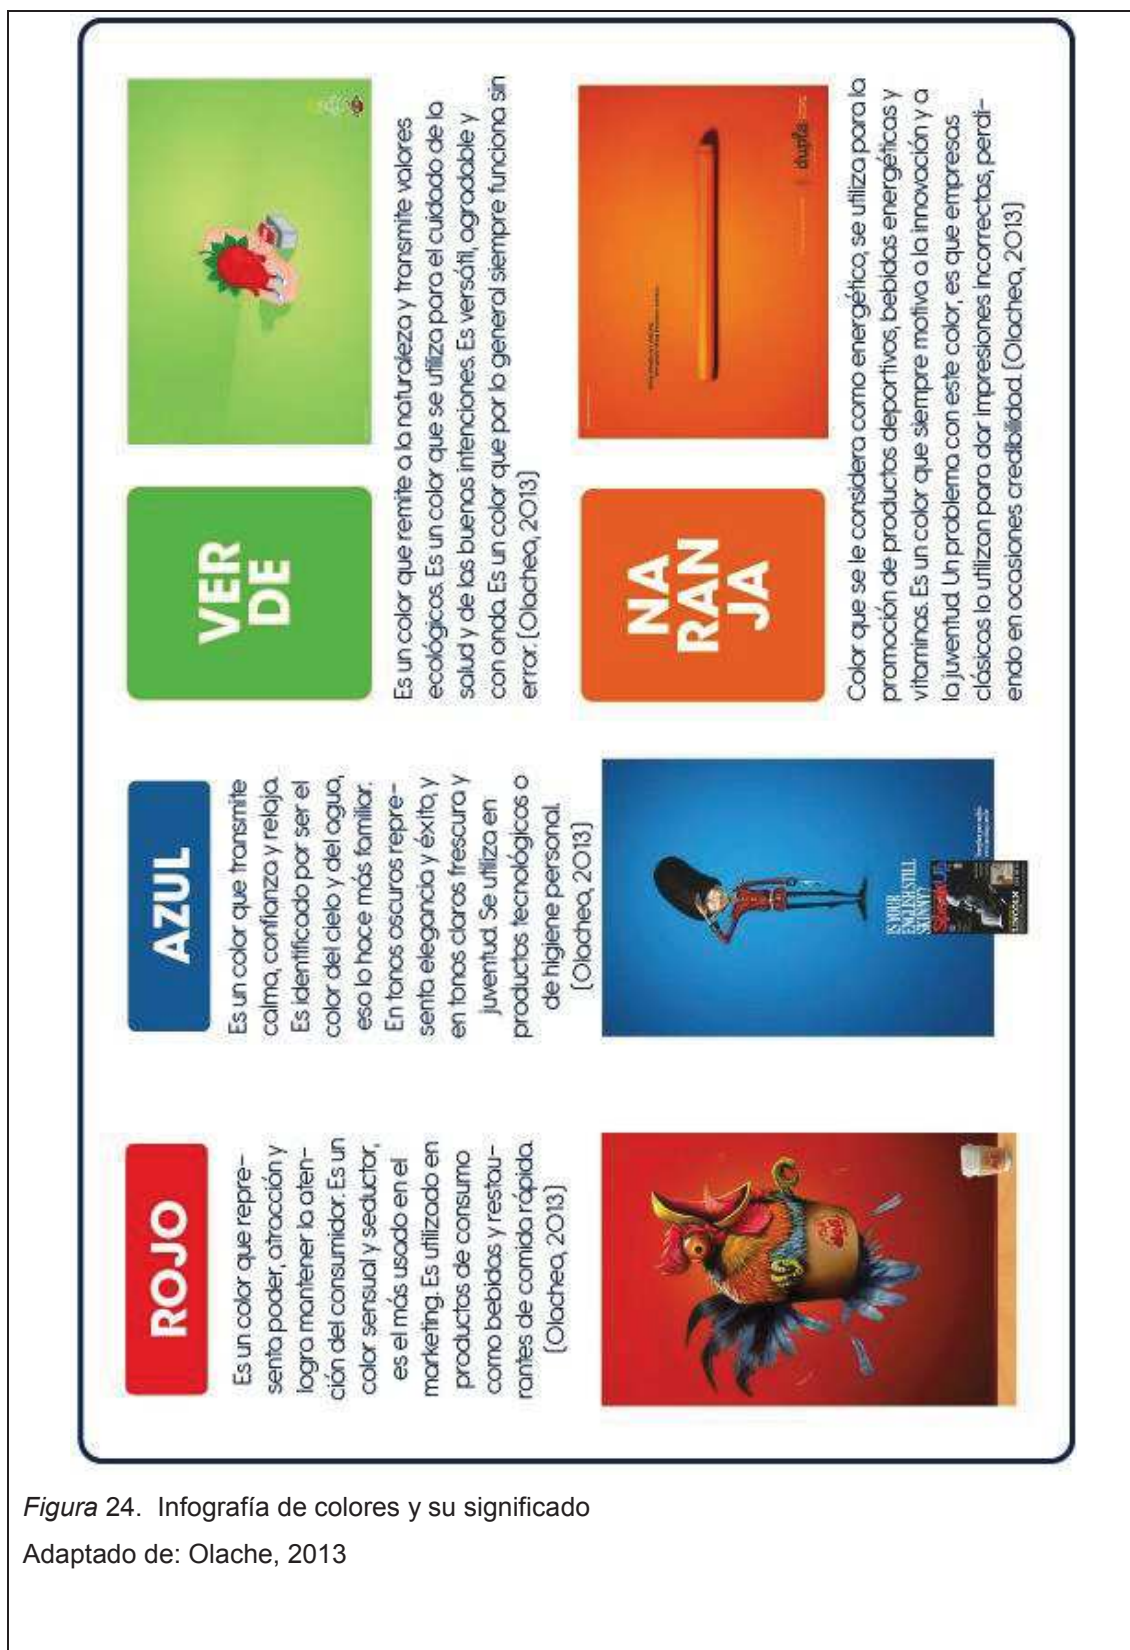 ROJO
Es un color que repre-
senta poder, atracción y
logra mantener la aten-
ción del consumidor. Es un
color sensual y seductor,
es el más usado en el
marketing. Es utilizado en
productos de consumo
como bebidas y restau-
rantes de comida rápida.
(Olachea, 2013)
AZUL
Es un color que transmite
calma, confianza y relaja.
Es identificado por ser el
color del cielo y del agua,
eso lo hace más familiar.
En tonos oscuros repre-
senta elegancia y éxito, y
en tonos claros frescura y
juventud. Se utiliza en
productos tecnológicos o
de higiene personal.
(Olachea, 2013)
IS YOUR
ENGLISH STILL
SKINNY?
SpeakUp
LINCOLN
VER
DE
Es un color que remite a la naturaleza y transmite valores
ecológicos. Es un color que se utiliza para el cuidado de la
salud y de las buenas intenciones. Es versátil, agradable y
con onda. Es un color que por lo general siempre funciona sin
error. (Olachea, 2013)
NA
RAN
JA
dupla
Color que se le considera como energético, se utiliza para la
promoción de productos deportivos, bebidas energéticas y
vitaminas. Es un color que siempre motiva a la innovación y a
la juventud. Un problema con este color, es que empresas
clásicas lo utilizan para dar impresiones incorrectas, perdi-
endo en ocasiones credibilidad. (Olachea, 2013)
Figura 24. Infografía de colores y su significado
Adaptado de: Olache, 2013